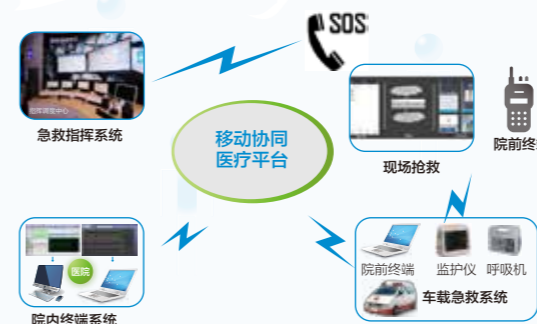 SOS
急救指挥系统
移动协同
医疗平台
现场抢救
院前终
院前终端
监护仪
呼吸机
车载急救系统
医院
院内终端系统